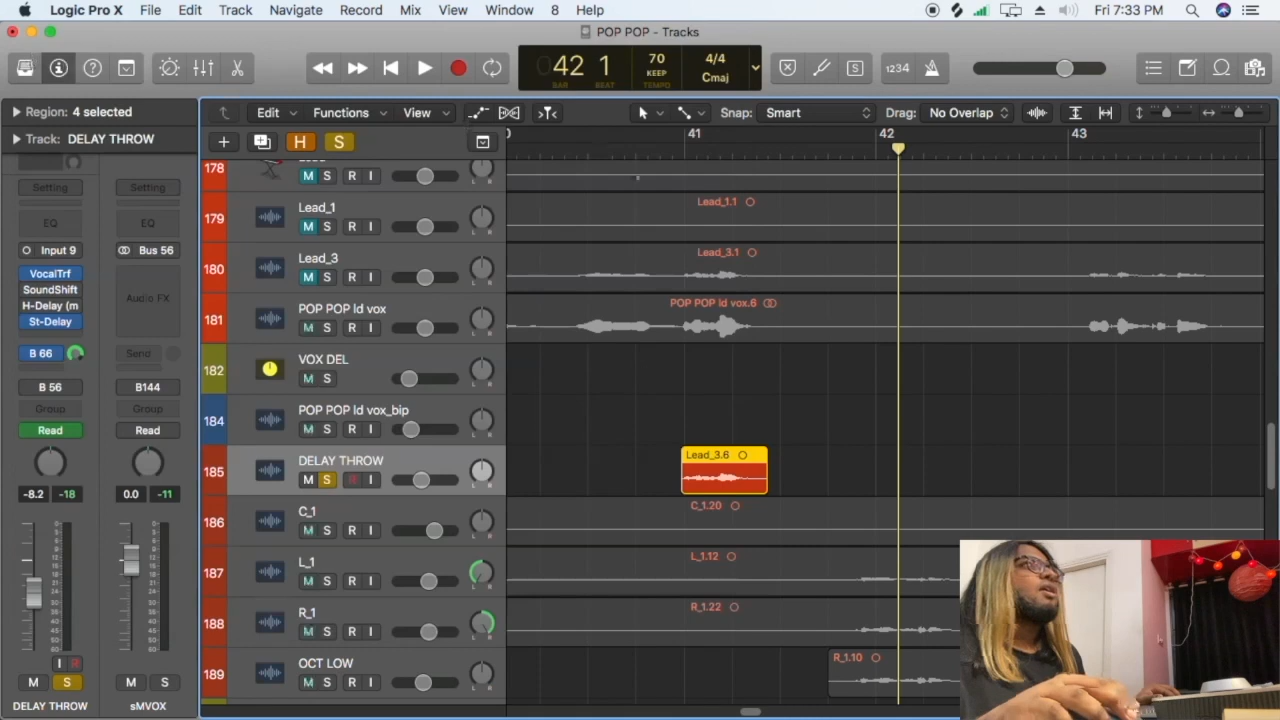 Logic Pro X File Edit Track Navigate Record Mix View Window 8 Help Fri 7:33 PM
POP POP - Tracks
42 1 70 4/4
KEEP Cmaj
BAR BEAT TEMPO
1234
Region: 4 selected
Edit Functions View Snap: Smart Drag: No Overlap
Track: DELAY THROW
H S
41 42 43
Setting Setting
EQ EQ
Input 9 Bus 56
VocalTrf
SoundShift
H-Delay (m
St-Delay
Audio FX
B 66 Send
B 56 B144
Group Group
Read Read
-8.2 -18 0.0 -11
I R
M S M S
DELAY THROW sMVOX
178 M S R I
179 Lead_1 M S R I Lead_1.1
180 Lead_3 M S R I Lead_3.1
181 POP POP ld vox M S R I POP POP ld vox.6
182 VOX DEL M S
184 POP POP ld vox_bip M S R I
185 DELAY THROW M S R I Lead_3.6
186 C_1 M S R I C_1.20
187 L_1 M S R I L_1.12
188 R_1 M S R I R_1.22
189 OCT LOW M S R I R_1.10